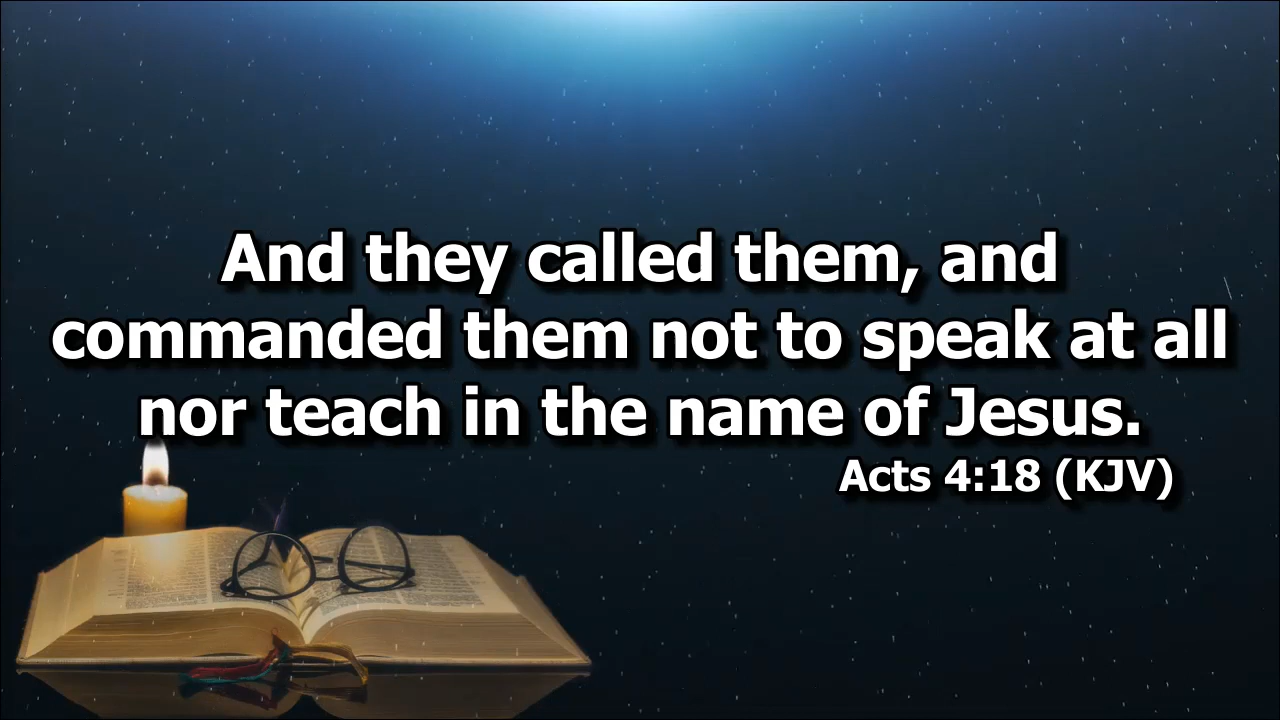 And they called them, and
commanded them not to speak at all
nor teach in the name of Jesus.
Acts 4:18 (KJV)